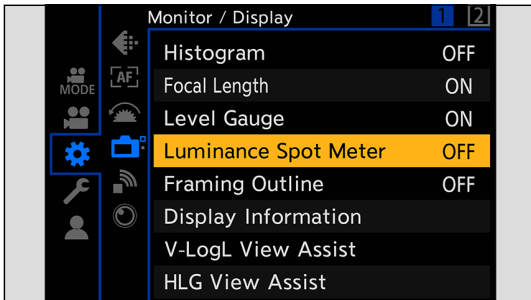 Monitor / Display 1 2
Histogram OFF
Focal Length ON
Level Gauge ON
Luminance Spot Meter OFF
Framing Outline OFF
Display Information
V-LogL View Assist
HLG View Assist
MODE
AF